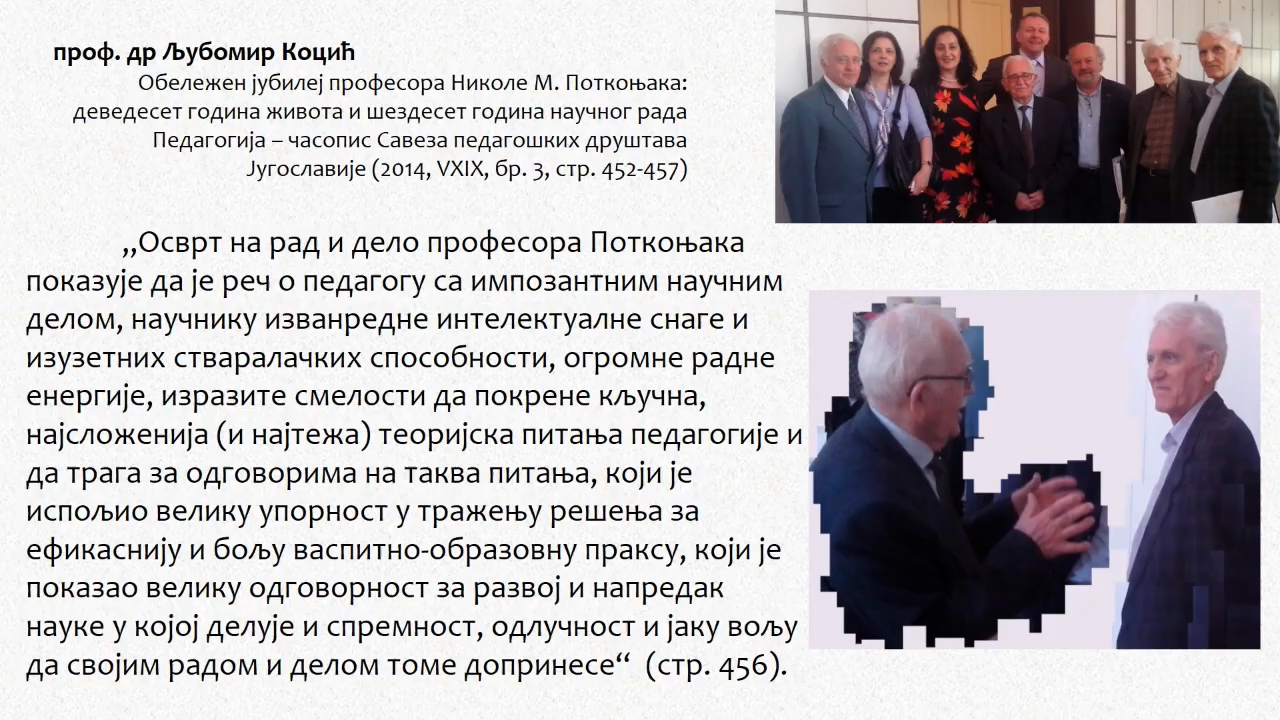 проф. др Љубомир Коцић
Обележен јубилеј професора Николе М. Поткоњака:
деведесет година живота и шездесет година научног рада
Педагогија – часопис Савеза педагошких друштава
Југославије (2014, VXIX, бр. 3, стр. 452-457)
„Осврт на рад и дело професора Поткоњака
показује да је реч о педагогу са импозантним научним
делом, научнику изванредне интелектуалне снаге и
изузетних стваралачких способности, огромне радне
енергије, изразите смелости да покрене кључна,
најсложенија (и најтежа) теоријска питања педагогије и
да трага за одговорима на таква питања, који је
испољио велику упорност у тражењу решења за
ефикаснију и бољу васпитно-образовну праксу, који је
показао велику одговорност за развој и напредак
науке у којој делује и спремност, одлучност и јаку вољу
да својим радом и делом томе допринесе“ (стр. 456).